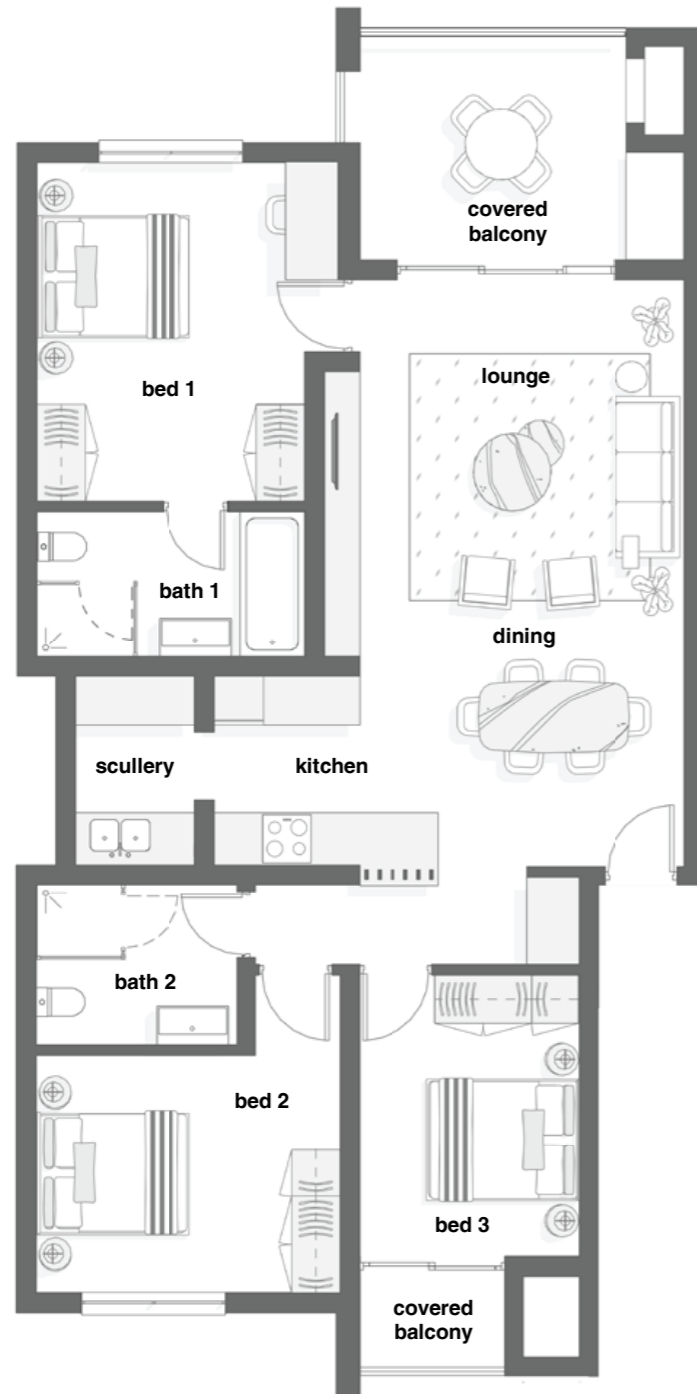 covered
balcony
lounge
bed 1
bath 1
dining
scullery
kitchen
bath 2
bed 2
bed 3
covered
balcony